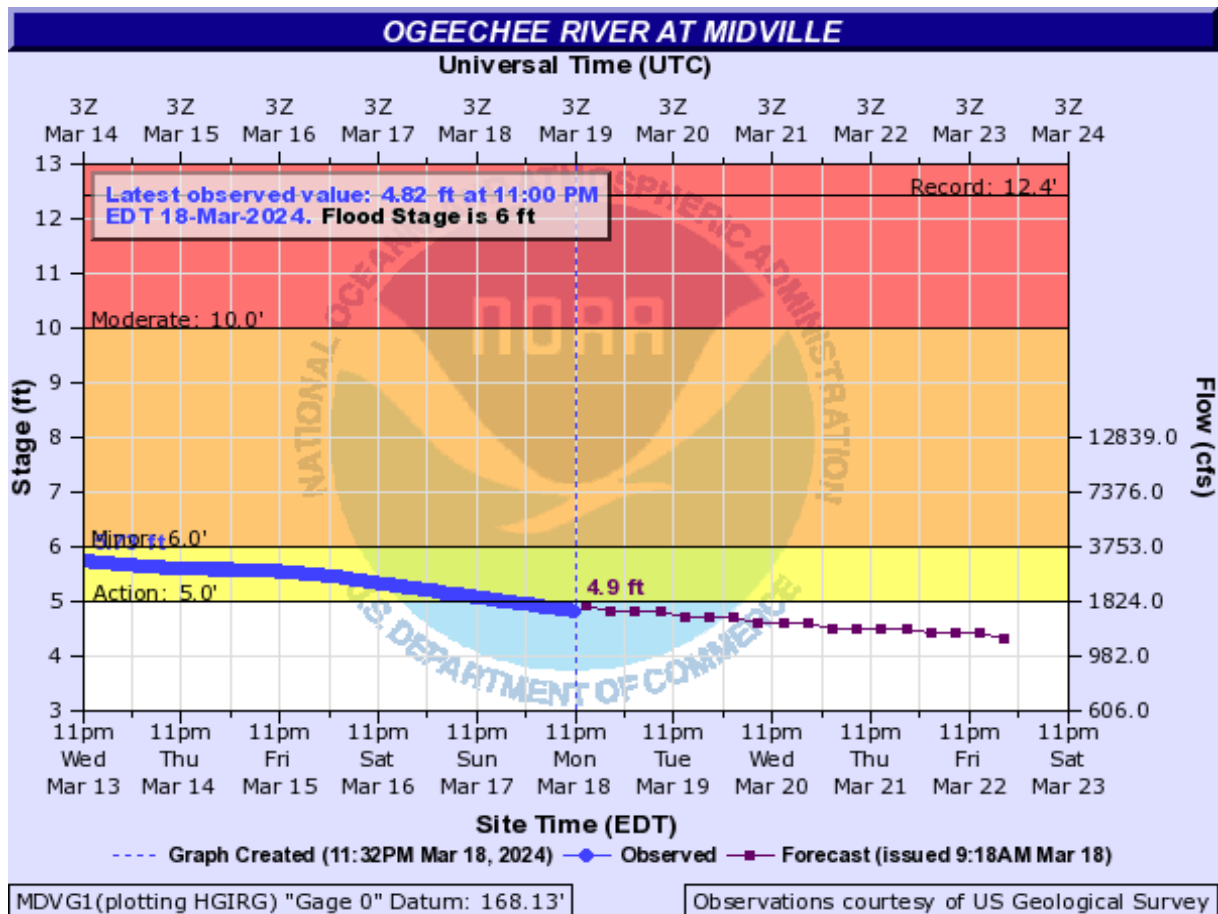 OGEECHEE RIVER AT MIDVILLE
Universal Time (UTC)
3Z 3Z 3Z 3Z 3Z 3Z 3Z 3Z 3Z 3Z 3Z
Mar 14 Mar 15 Mar 16 Mar 17 Mar 18 Mar 19 Mar 20 Mar 21 Mar 22 Mar 23 Mar 24
Latest observed value: 4.82 ft at 11:00 PM
EDT 18-Mar-2024. Flood Stage is 6 ft
Record: 12.4'
Moderate: 10.0'
Minor: 6.0'
Action: 5.0'
4.9 ft
NOAA
NATIONAL OCEANIC AND ATMOSPHERIC ADMINISTRATION
U.S. DEPARTMENT OF COMMERCE
Stage (ft)
13
12
11
10
9
8
7
6
5
4
3
Flow (cfs)
12839.0
7376.0
3753.0
1824.0
982.0
606.0
11pm 11pm 11pm 11pm 11pm 11pm 11pm 11pm 11pm 11pm 11pm
Wed Thu Fri Sat Sun Mon Tue Wed Thu Fri Sat
Mar 13 Mar 14 Mar 15 Mar 16 Mar 17 Mar 18 Mar 19 Mar 20 Mar 21 Mar 22 Mar 23
Site Time (EDT)
Graph Created (11:32PM Mar 18, 2024) Observed Forecast (issued 9:18AM Mar 18)
MDVG1(plotting HGIRG) "Gage 0" Datum: 168.13'
Observations courtesy of US Geological Survey